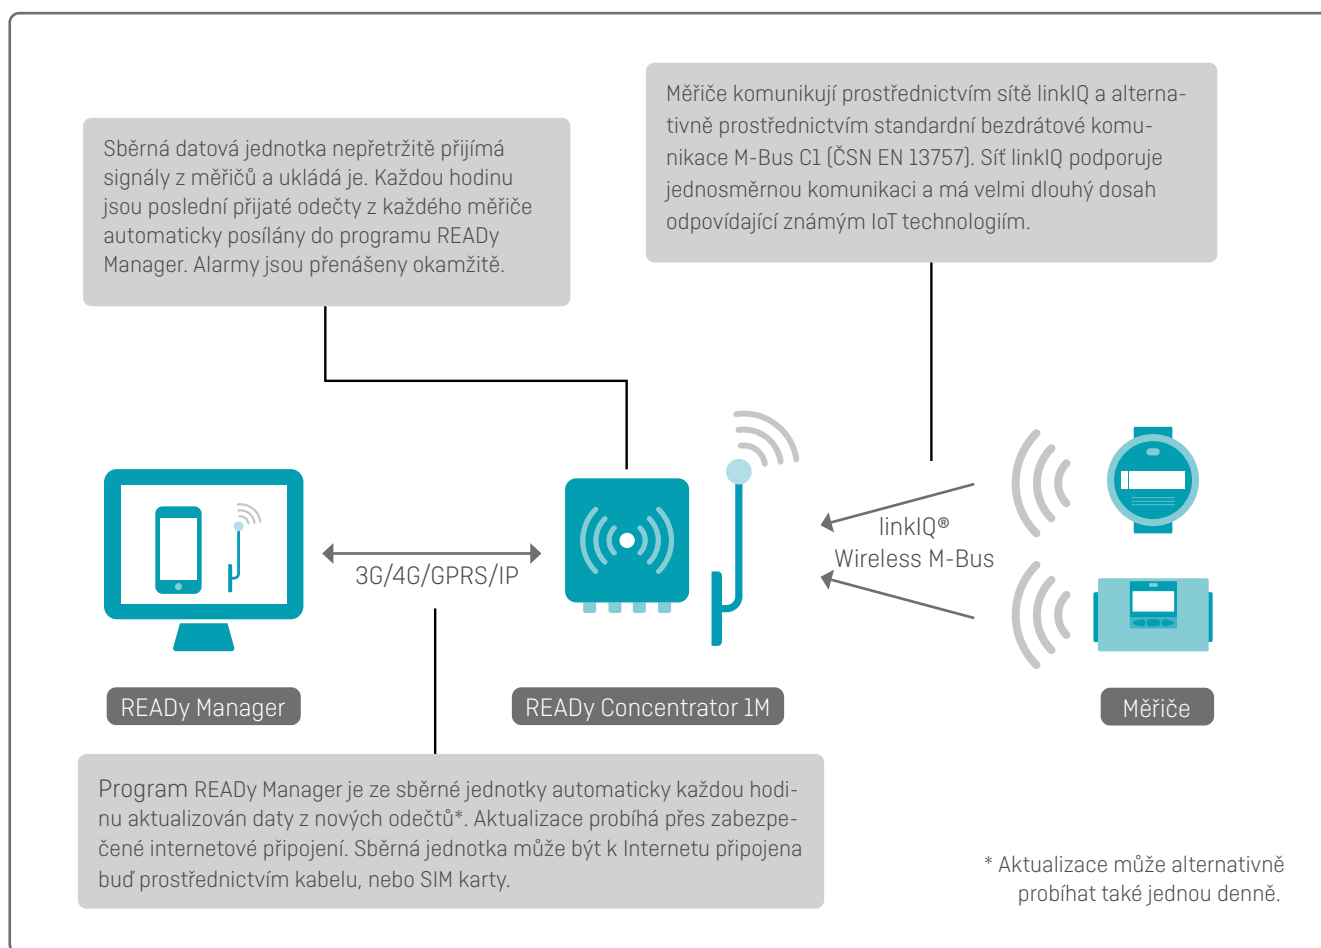 Sběrná datová jednotka nepřetržitě přijímá
signály z měřičů a ukládá je. Každou hodinu
jsou poslední přijaté odečty z každého měřiče
automaticky posílány do programu READy
Manager. Alarmy jsou přenášeny okamžitě.
Měřiče komunikují prostřednictvím sítě linkIQ a alterna-
tivně prostřednictvím standardní bezdrátové komu-
nikace M-Bus C1 (ČSN EN 13757). Síť linkIQ podporuje
jednosměrnou komunikaci a má velmi dlouhý dosah
odpovídající známým IoT technologiím.
3G/4G/GPRS/IP
linkIQ®
Wireless M-Bus
READy Manager
READy Concentrator 1M
Měřiče
Program READy Manager je ze sběrné jednotky automaticky každou hodi-
nu aktualizován daty z nových odečtů*. Aktualizace probíhá přes zabezpe-
čené internetové připojení. Sběrná jednotka může být k Internetu připojena
buď prostřednictvím kabelu, nebo SIM karty.
* Aktualizace může alternativně
probíhat také jednou denně.